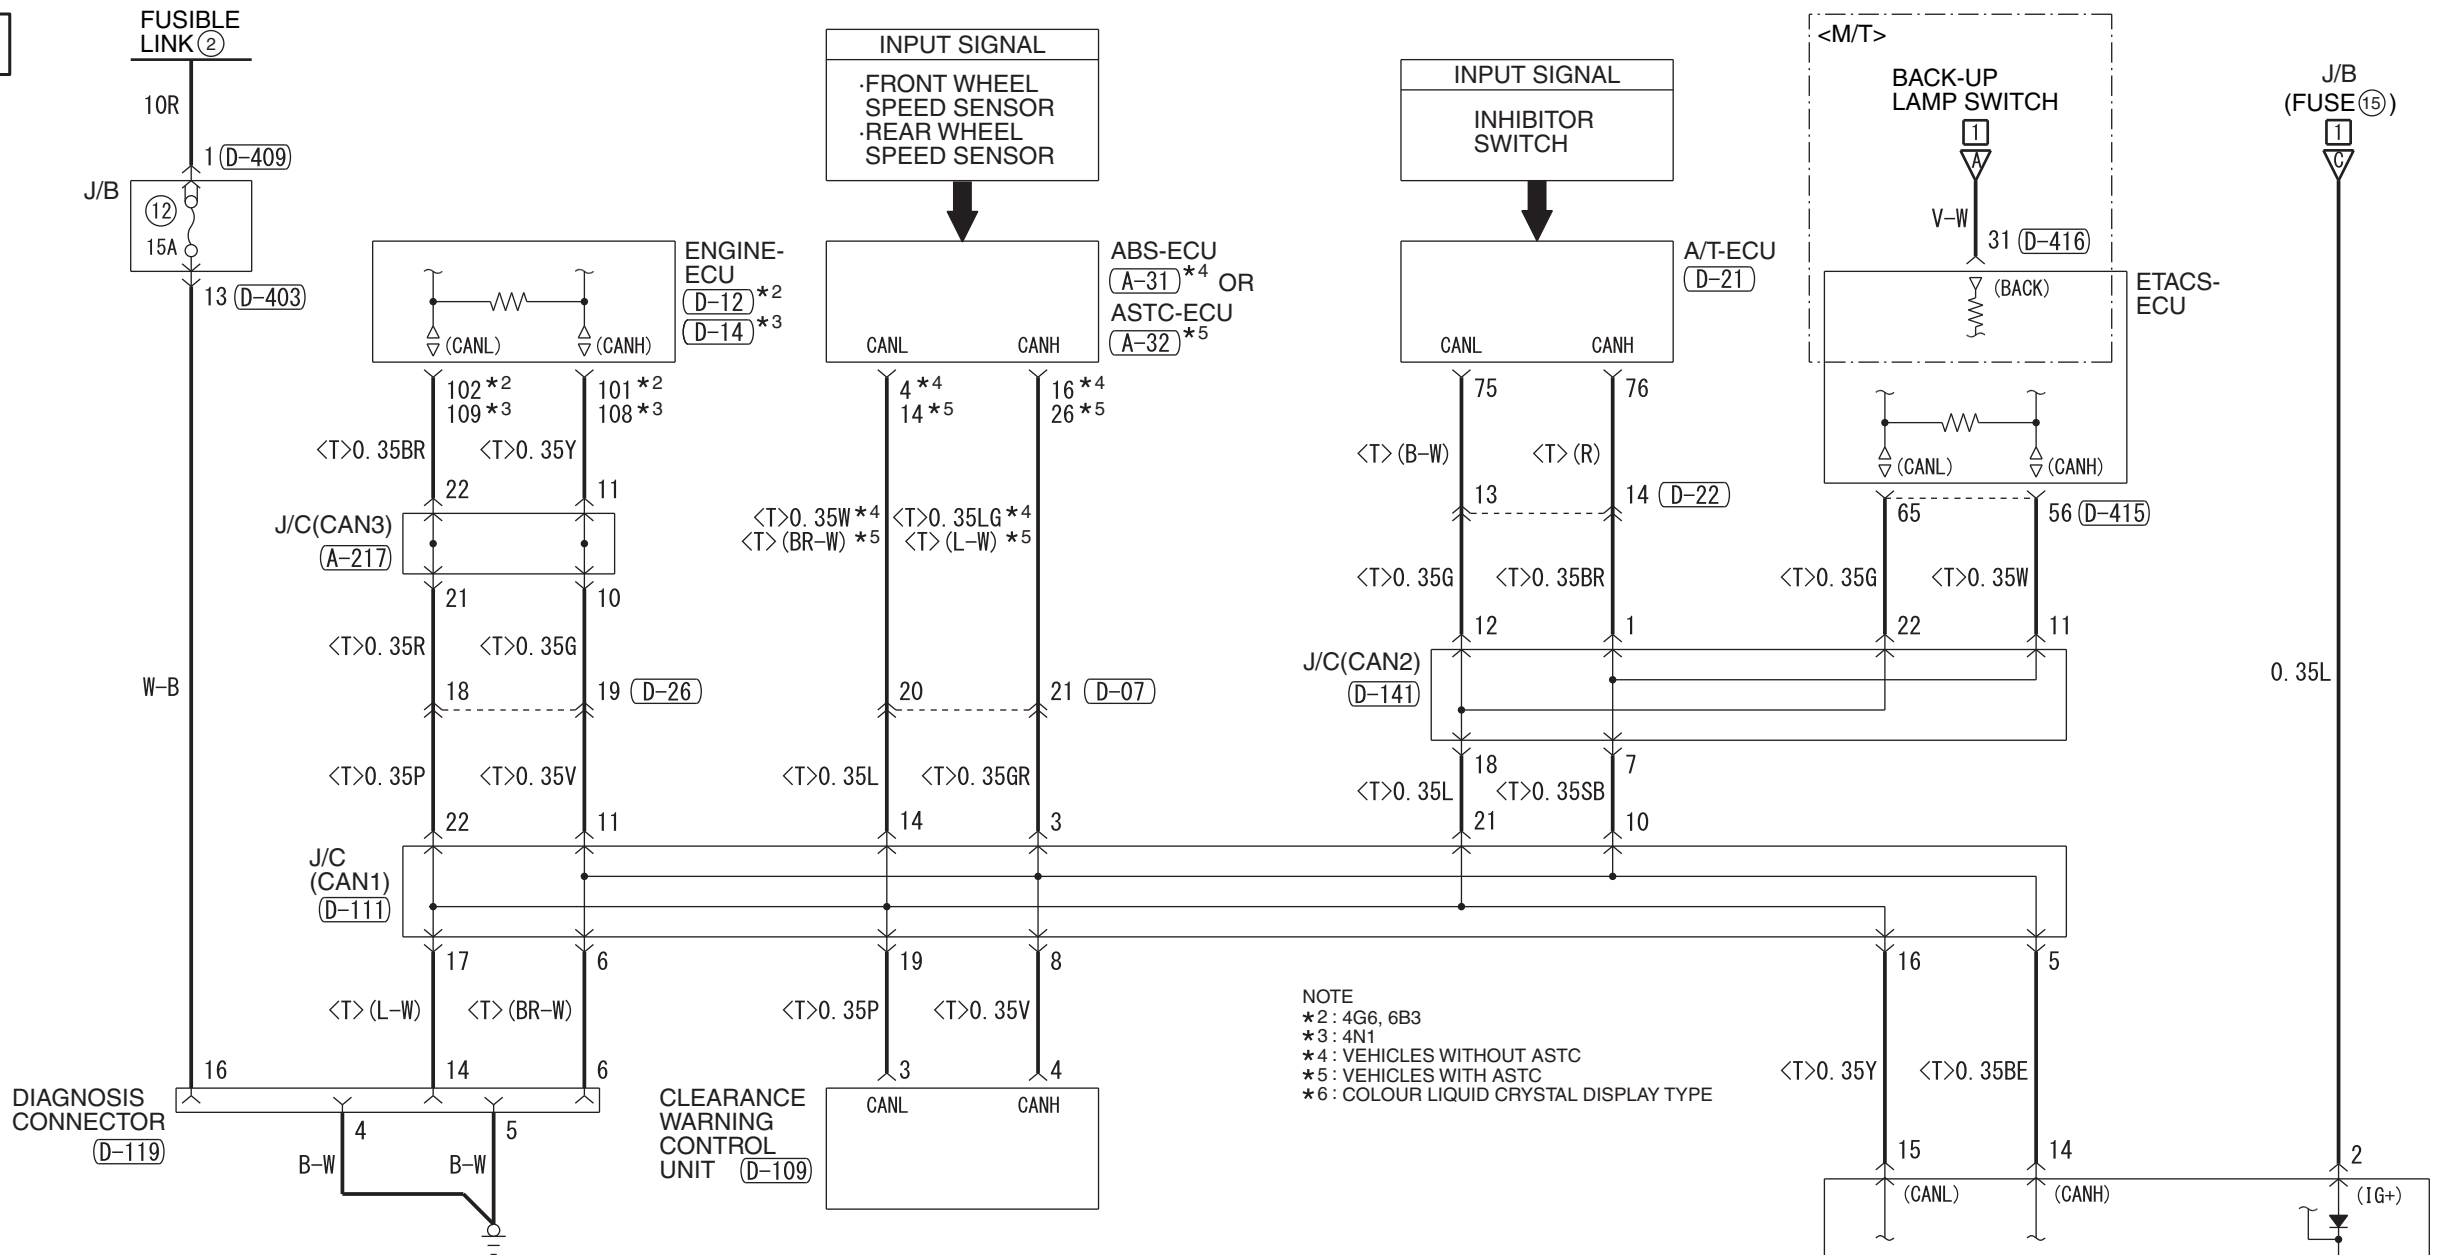 FUSIBLE
LINK ②
10R
1 D-409
J/B
⑫
15A
13 D-403
W-B
INPUT SIGNAL
·FRONT WHEEL
SPEED SENSOR
·REAR WHEEL
SPEED SENSOR
INPUT SIGNAL
INHIBITOR
SWITCH
<M/T>
BACK-UP
LAMP SWITCH
1
A
V-W
31 D-416
(BACK)
ETACS-
ECU
J/B
(FUSE ⑮)
1
C
0.35L
ENGINE-
ECU
D-12 *2
D-14 *3
(CANL) (CANH)
102*2 101*2
109*3 108*3
<T>0.35BR <T>0.35Y
22 11
J/C(CAN3)
A-217
21 10
<T>0.35R <T>0.35G
18 19 D-26
<T>0.35P <T>0.35V
22 11
ABS-ECU
A-31 *4 OR
ASTC-ECU
A-32 *5
CANL CANH
4*4 16*4
14*5 26*5
<T>0.35W*4 <T>0.35LG*4
<T>(BR-W)*5 <T>(L-W)*5
20 21 D-07
<T>0.35L <T>0.35GR
14 3
A/T-ECU
D-21
CANL CANH
75 76
<T>(B-W) <T>(R)
13 14 D-22
<T>0.35G <T>0.35BR
12 1
(CANL) (CANH)
65 56 D-415
<T>0.35G <T>0.35W
22 11
J/C(CAN2)
D-141
18 7
<T>0.35L <T>0.35SB
21 10
J/C
(CAN1)
D-111
17 6 19 8 16 5
<T>(L-W) <T>(BR-W)
16 14 6
DIAGNOSIS
CONNECTOR
D-119
4 5
B-W B-W
<T>0.35P <T>0.35V
3 4
CLEARANCE
WARNING
CONTROL
UNIT D-109
CANL CANH
NOTE
*2: 4G6, 6B3
*3: 4N1
*4: VEHICLES WITHOUT ASTC
*5: VEHICLES WITH ASTC
*6: COLOUR LIQUID CRYSTAL DISPLAY TYPE
<T>0.35Y <T>0.35BE
15 14 2
(CANL) (CANH) (IG+)